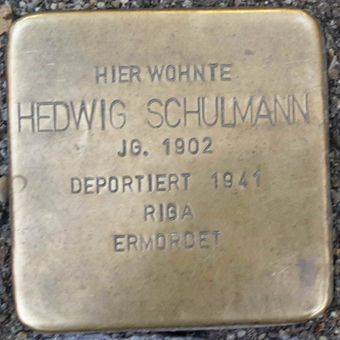 HIER WOHNTE
HEDWIG SCHULMANN
JG. 1902
DEPORTIERT 1941
RIGA
ERMORDET